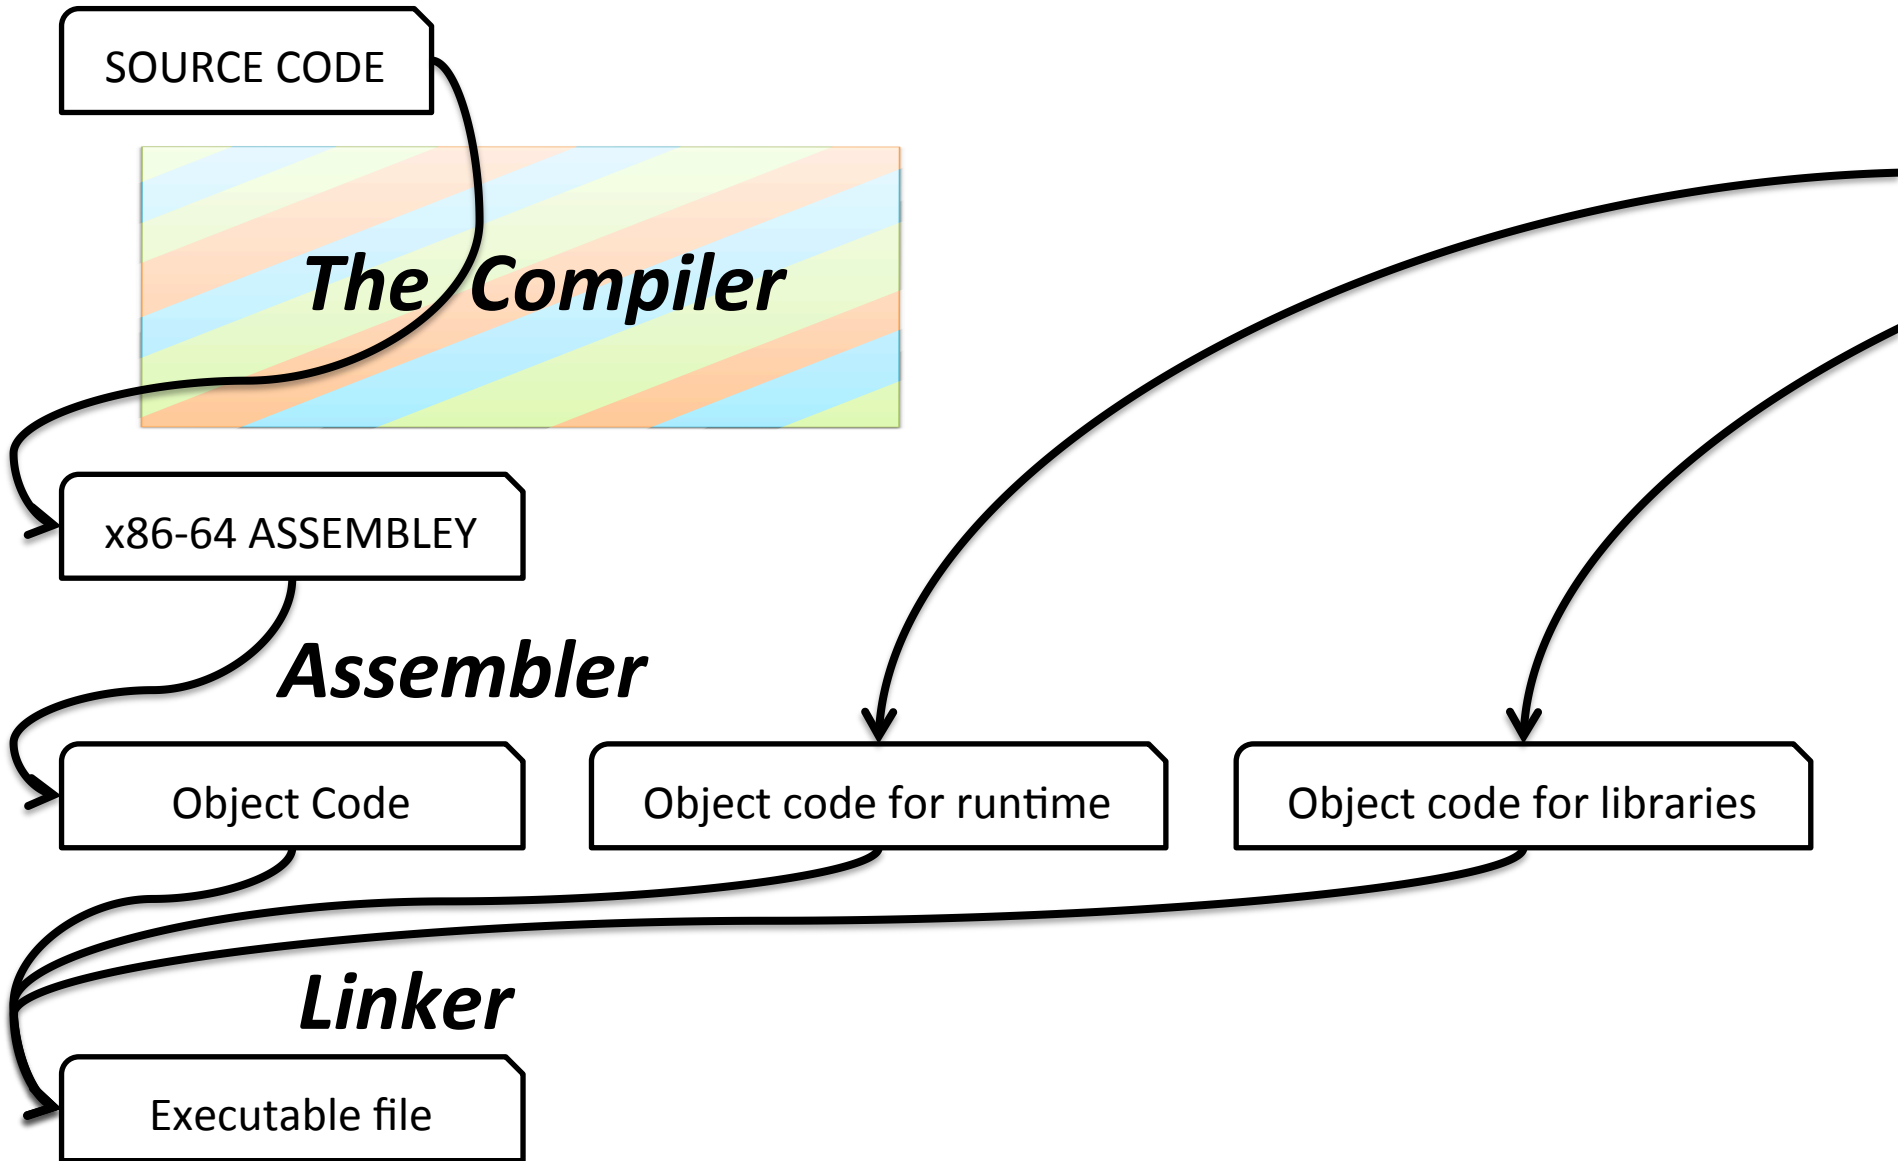 SOURCE CODE
The Compiler
x86-64 ASSEMBLEY
Assembler
Object Code
Object code for runtime
Object code for libraries
Linker
Executable file